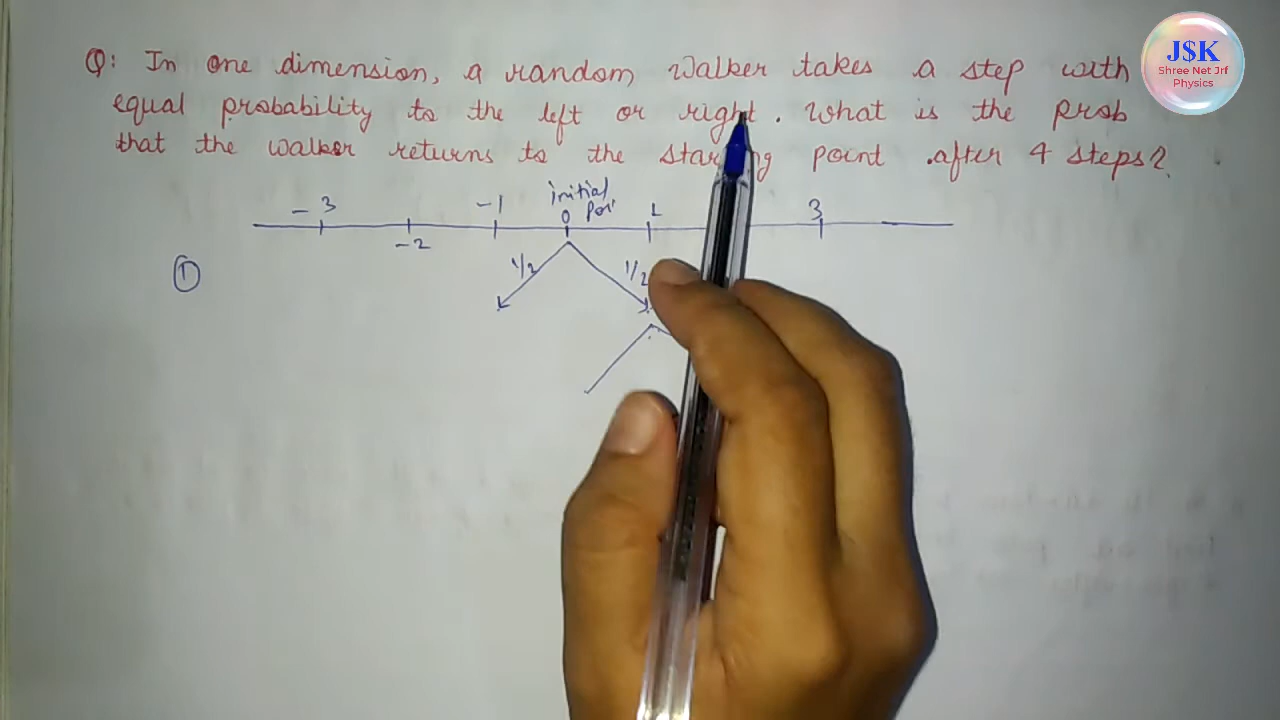 Q: In one dimension, a random walker takes a step with
equal probability to the left or right. What is the prob
that the walker returns to the starting point after 4 steps?
initial
-3 -1 0 1 3
-2
1/2 1/2
1
J$K
Shree Net Jrf
Physics